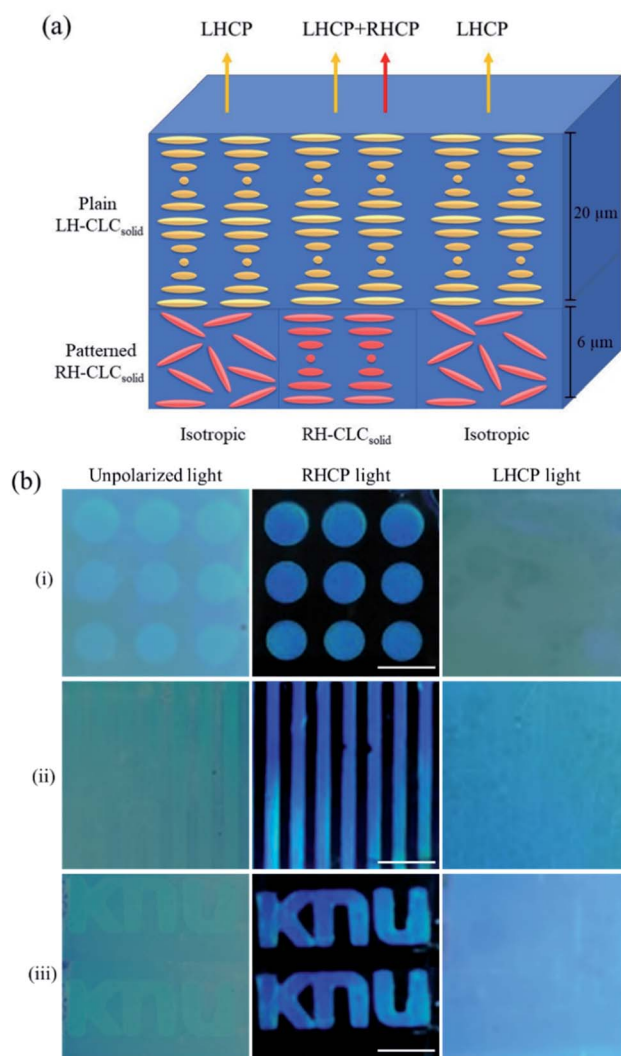 (a)
LHCP LHCP+RHCP LHCP
Plain
LH-CLCsolid
20 µm
Patterned
RH-CLCsolid
6 µm
Isotropic RH-CLCsolid Isotropic
(b) Unpolarized light RHCP light LHCP light
(i)
(ii)
(iii)
KNU
KNU
KNU
KNU